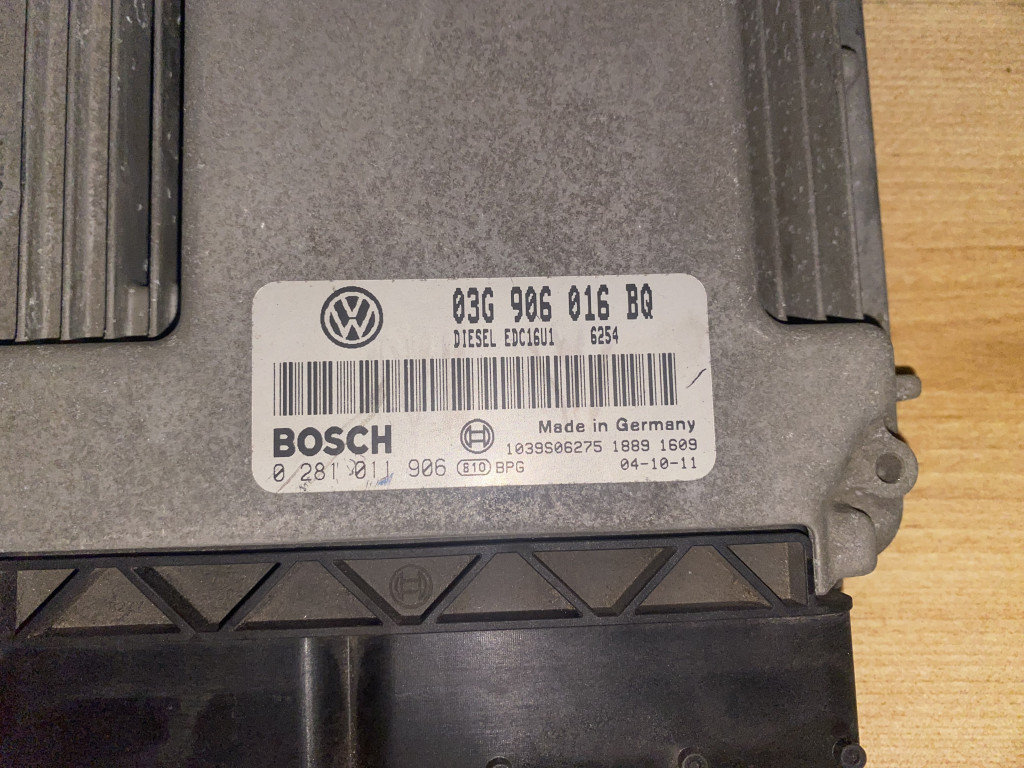 03G 906 016 BQ
DIESEL EDC16U1 6254
BOSCH
Made in Germany
1039S06275 1889 1609
0 281 011 906 810 BPG
04-10-11